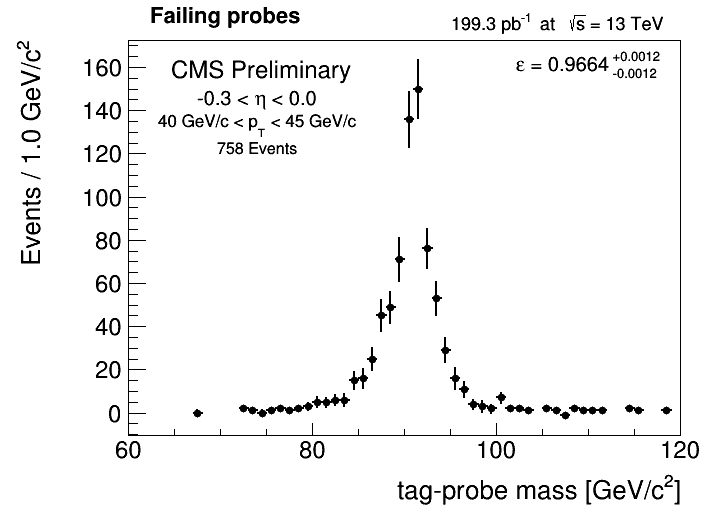 Failing probes
199.3 pb⁻¹ at √s = 13 TeV
CMS Preliminary
ε = 0.9664 +0.0012 -0.0012
-0.3 < η < 0.0
40 GeV/c < p_T < 45 GeV/c
758 Events
Events / 1.0 GeV/c²
160
140
120
100
80
60
40
20
0
60 80 100 120
tag-probe mass [GeV/c²]